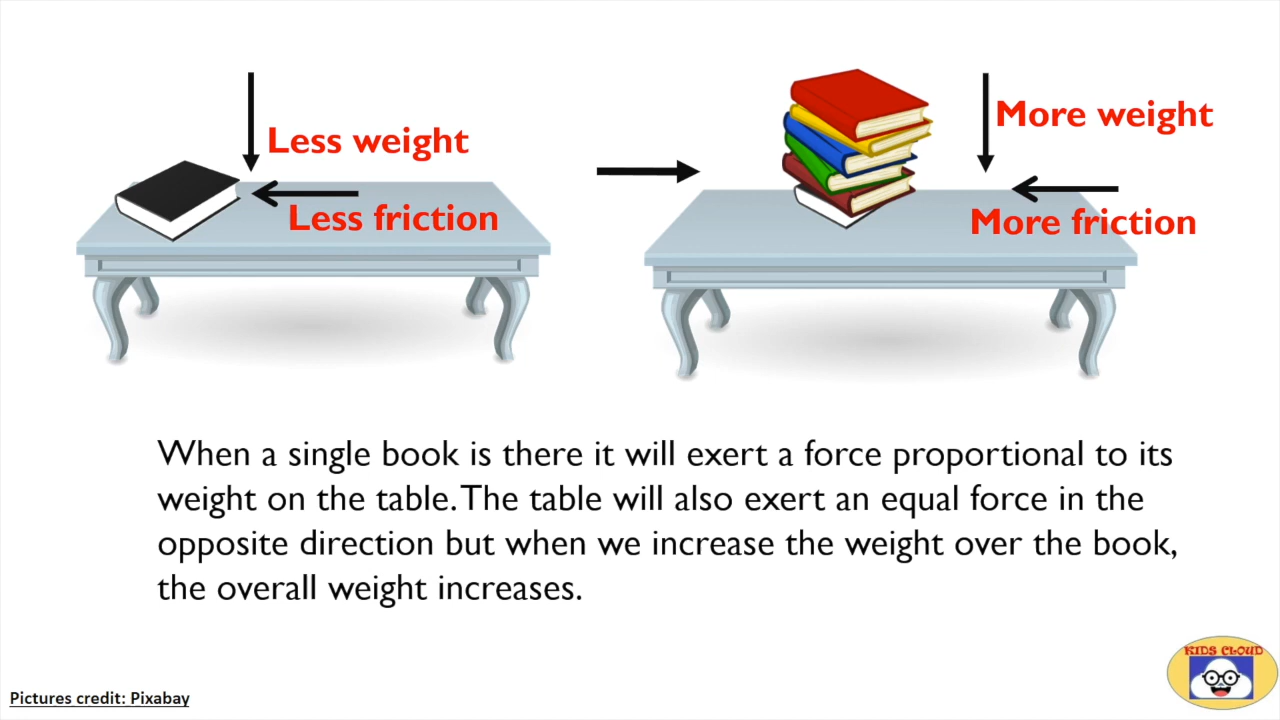 Less weight
Less friction
More weight
More friction
When a single book is there it will exert a force proportional to its
weight on the table. The table will also exert an equal force in the
opposite direction but when we increase the weight over the book,
the overall weight increases.
KIDS CLOUD
Pictures credit: Pixabay